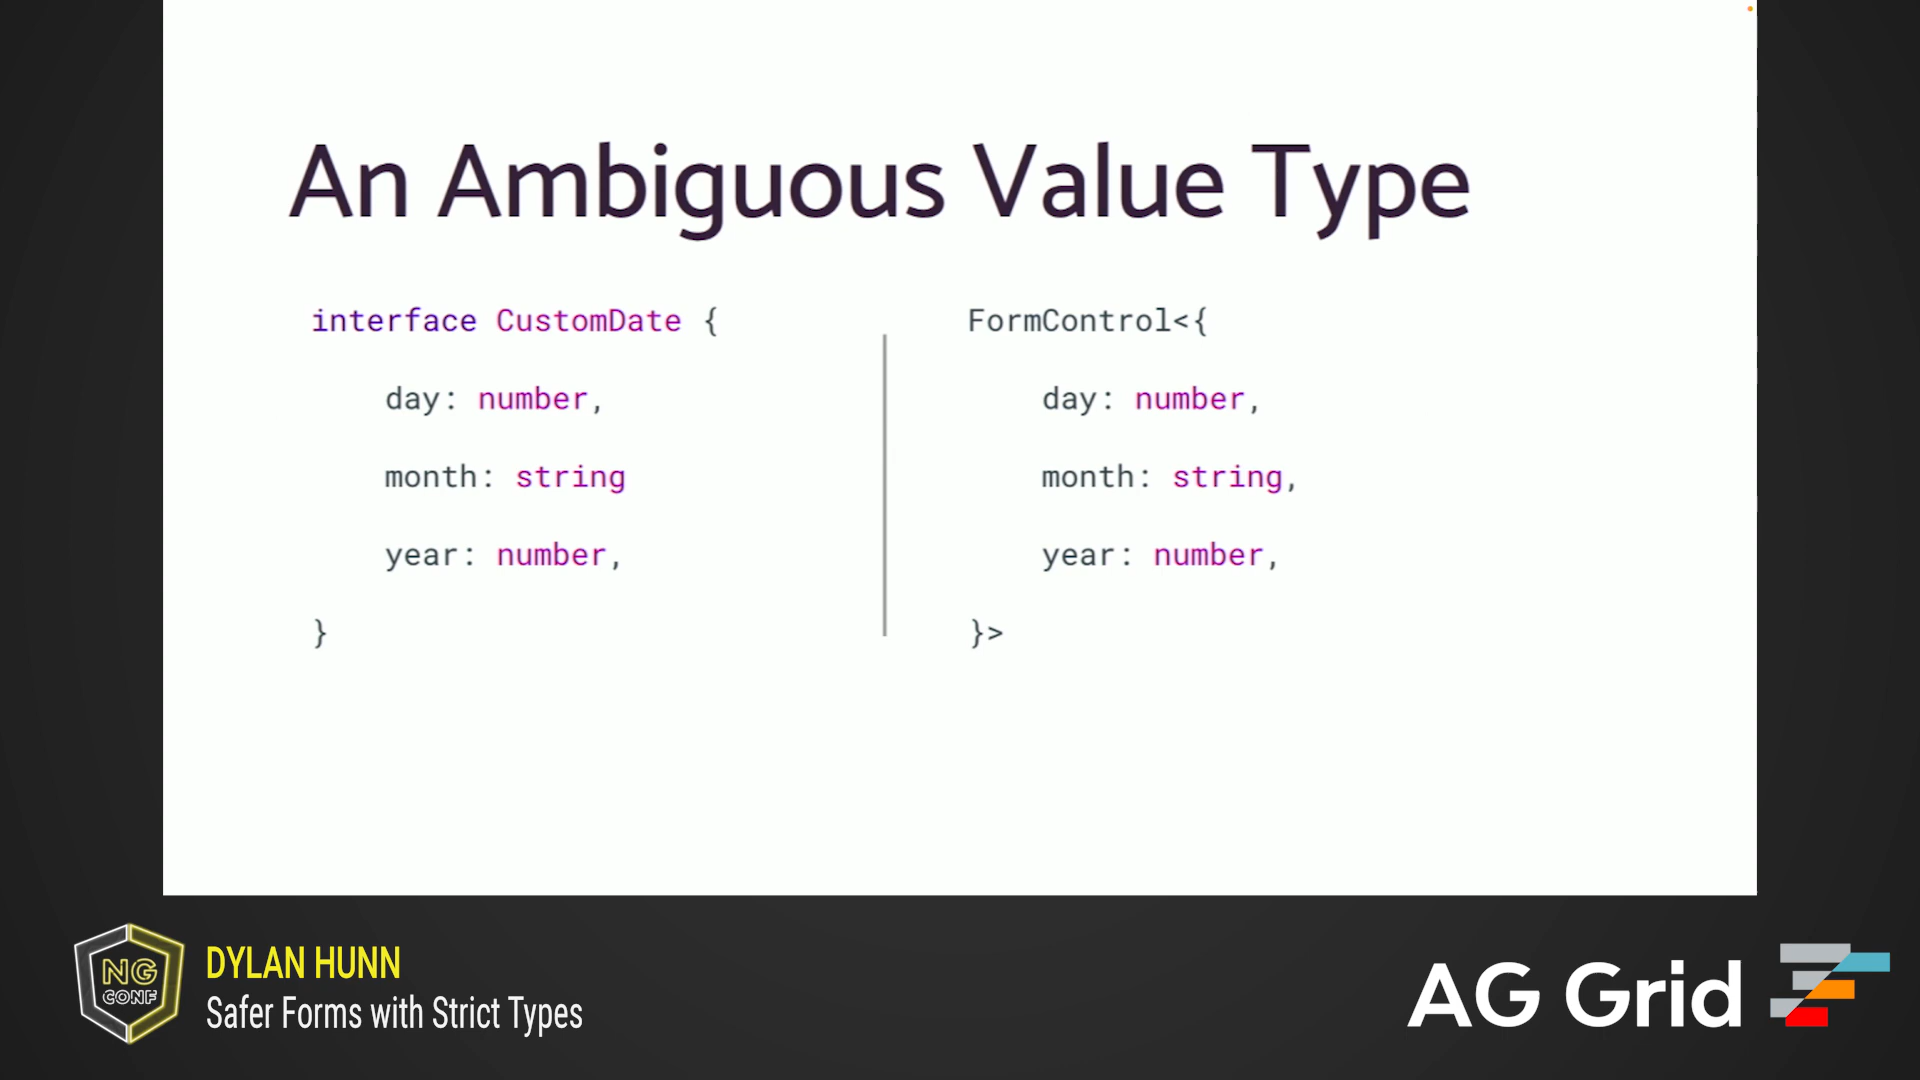 An Ambiguous Value Type
interface CustomDate {
day: number,
month: string
year: number,
}
FormControl<{
day: number,
month: string,
year: number,
}>
NG
CONF
DYLAN HUNN
Safer Forms with Strict Types
AG Grid